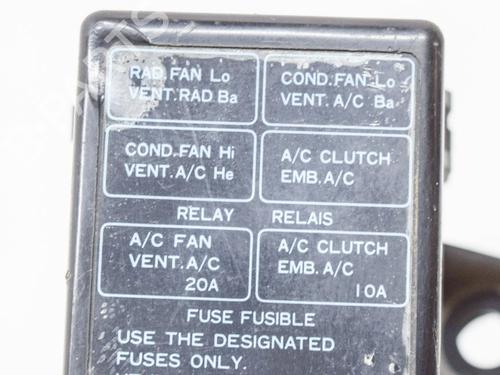 RAD.FAN Lo
VENT.RAD Ba
COND.FAN Lo
VENT. A/C Ba
COND.FAN Hi
VENT.A/C He
A/C CLUTCH
EMB.A/C
RELAY RELAIS
A/C FAN
VENT.A/C
20A
A/C CLUTCH
EMB.A/C
10A
FUSE FUSIBLE
USE THE DESIGNATED
FUSES ONLY.